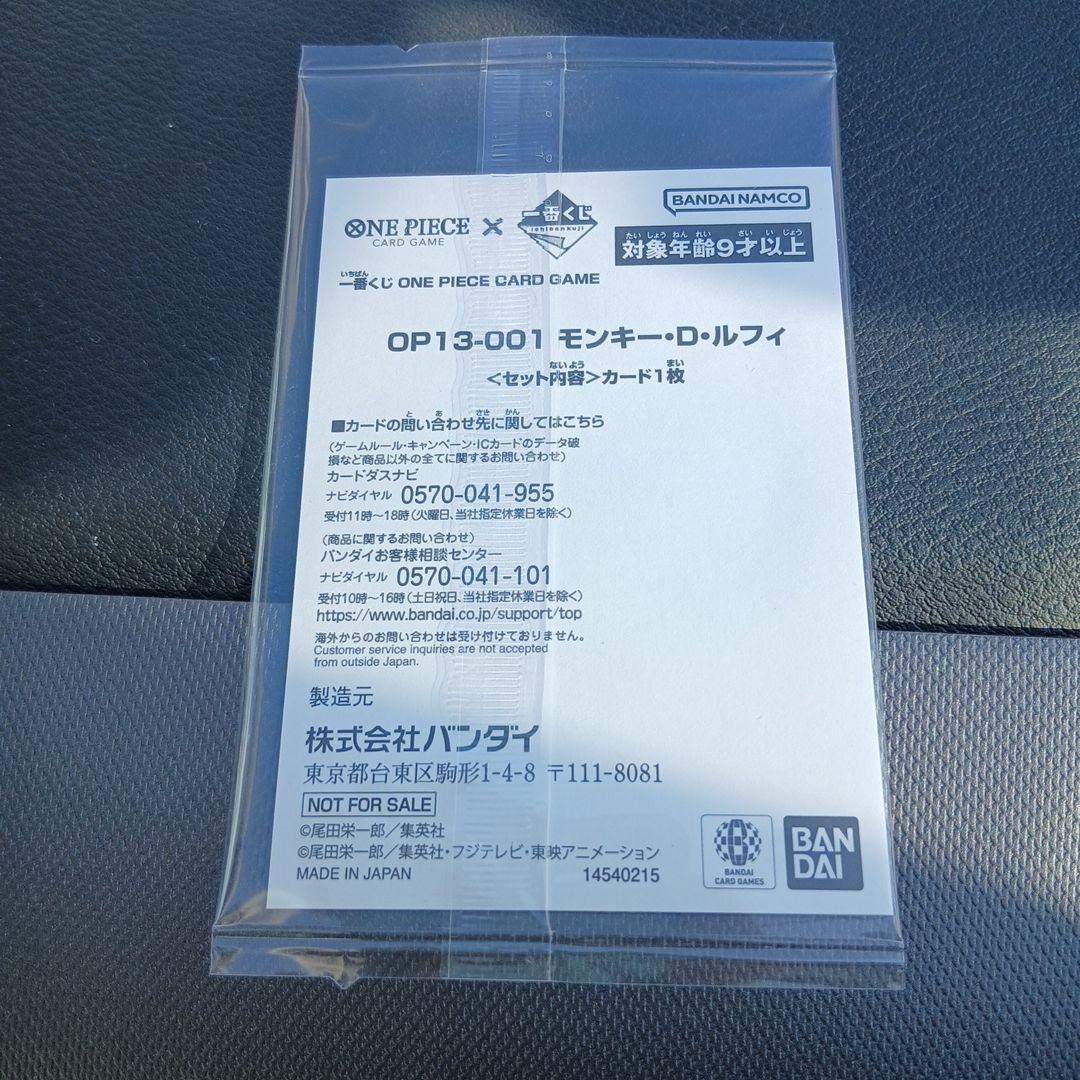 ONE PIECE
CARD GAME
×
一番くじ
ichibankuji
BANDAI NAMCO
たいしょうねんれい さいいじょう
対象年齢9才以上
いちばん
一番くじ ONE PIECE CARD GAME
OP13-001 モンキー・D・ルフィ
ないよう まい
<セット内容>カード1枚
と あ さき かん
■カードの問い合わせ先に関してはこちら
(ゲームルール・キャンペーン・ICカードのデータ破
損など商品以外の全てに関するお問い合わせ)
カードダスナビ
ナビダイヤル 0570-041-955
受付11時~18時(火曜日、当社指定休業日を除く)
(商品に関するお問い合わせ)
バンダイお客様相談センター
ナビダイヤル 0570-041-101
受付10時~16時(土日祝日、当社指定休業日を除く)
https://www.bandai.co.jp/support/top
海外からのお問い合わせは受け付けておりません。
Customer service inquiries are not accepted
from outside Japan.
製造元
株式会社バンダイ
東京都台東区駒形1-4-8 〒111-8081
NOT FOR SALE
©尾田栄一郎/集英社
©尾田栄一郎/集英社・フジテレビ・東映アニメーション
MADE IN JAPAN 14540215
BANDAI
CARD GAMES
BAN
DAI